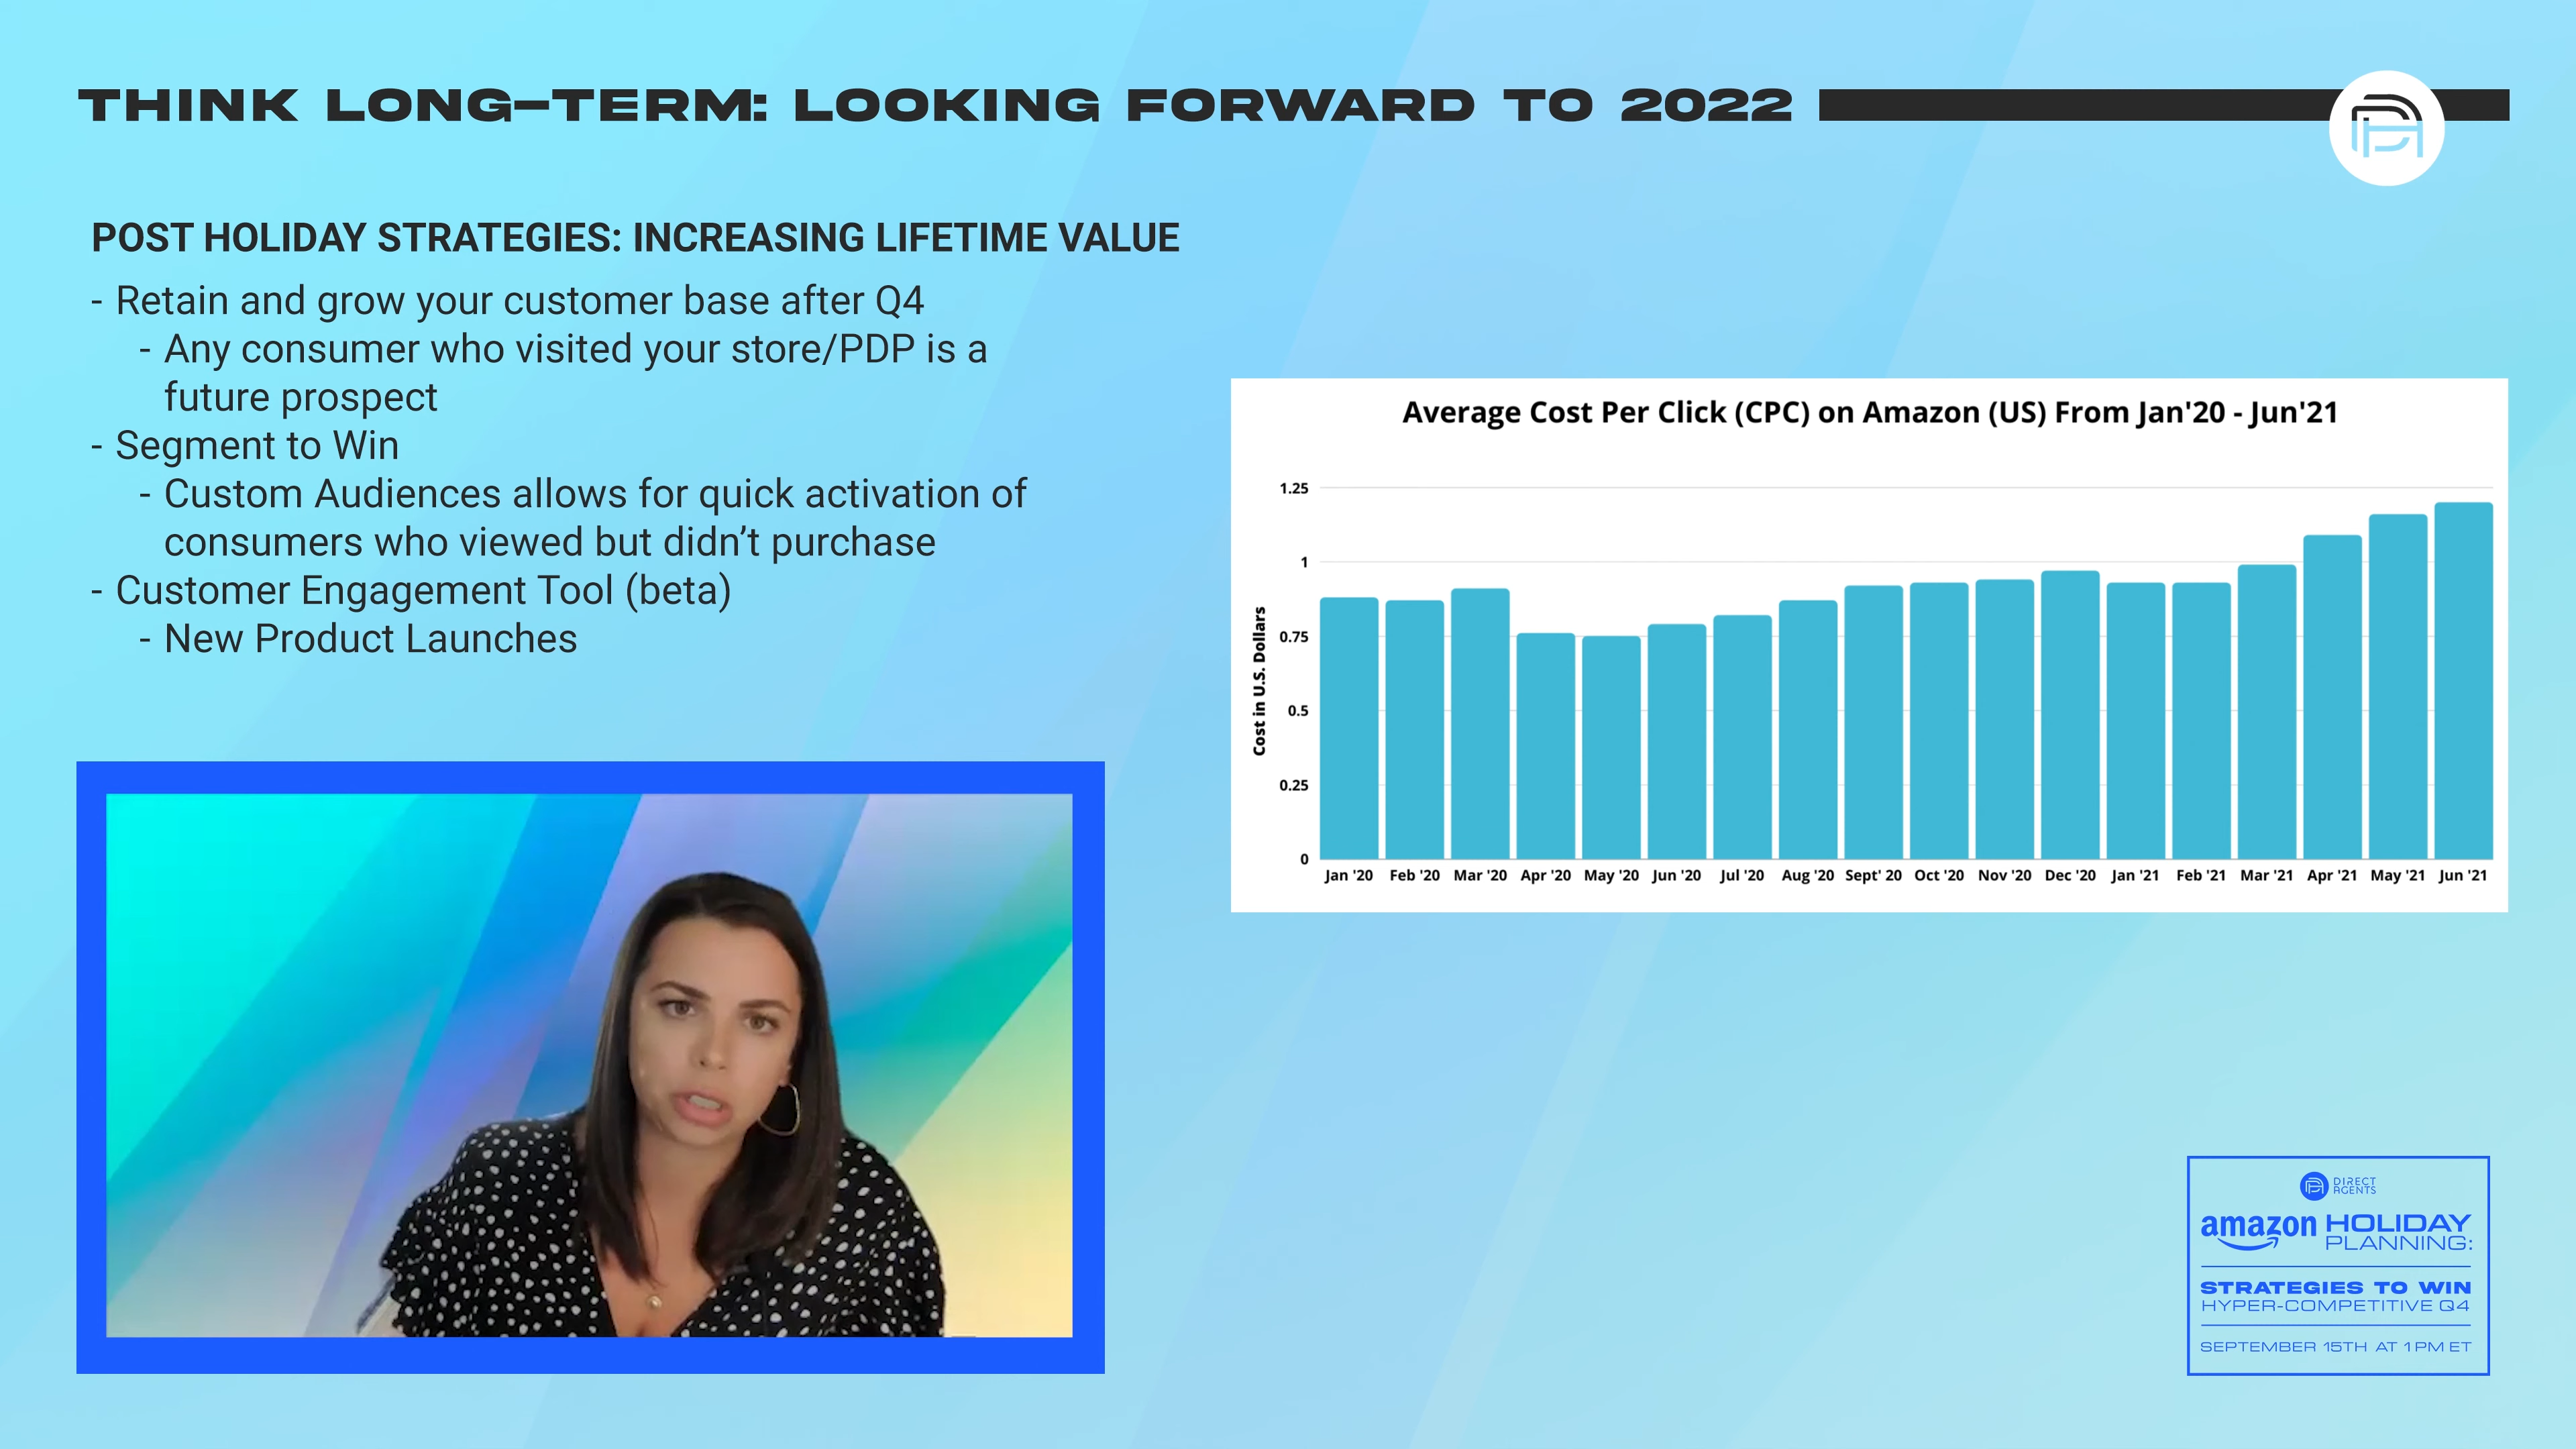 THINK LONG-TERM: LOOKING FORWARD TO 2022
POST HOLIDAY STRATEGIES: INCREASING LIFETIME VALUE
- Retain and grow your customer base after Q4
- Any consumer who visited your store/PDP is a
future prospect
- Segment to Win
- Custom Audiences allows for quick activation of
consumers who viewed but didn’t purchase
- Customer Engagement Tool (beta)
- New Product Launches
Average Cost Per Click (CPC) on Amazon (US) From Jan'20 - Jun'21
Cost in U.S. Dollars
1.25
1
0.75
0.5
0.25
0
Jan '20 Feb '20 Mar '20 Apr '20 May '20 Jun '20 Jul '20 Aug '20 Sept' 20 Oct '20 Nov '20 Dec '20 Jan '21 Feb '21 Mar '21 Apr '21 May '21 Jun '21
DIRECT
AGENTS
amazon HOLIDAY
PLANNING:
STRATEGIES TO WIN
HYPER-COMPETITIVE Q4
SEPTEMBER 15TH AT 1 PM ET